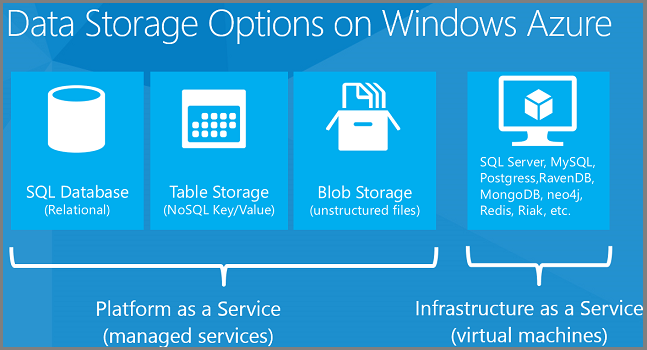 Data Storage Options on Windows Azure
SQL Database
(Relational)
Table Storage
(NoSQL Key/Value)
Blob Storage
(unstructured files)
SQL Server, MySQL,
Postgress,RavenDB,
MongoDB, neo4j,
Redis, Riak, etc.
Platform as a Service
(managed services)
Infrastructure as a Service
(virtual machines)